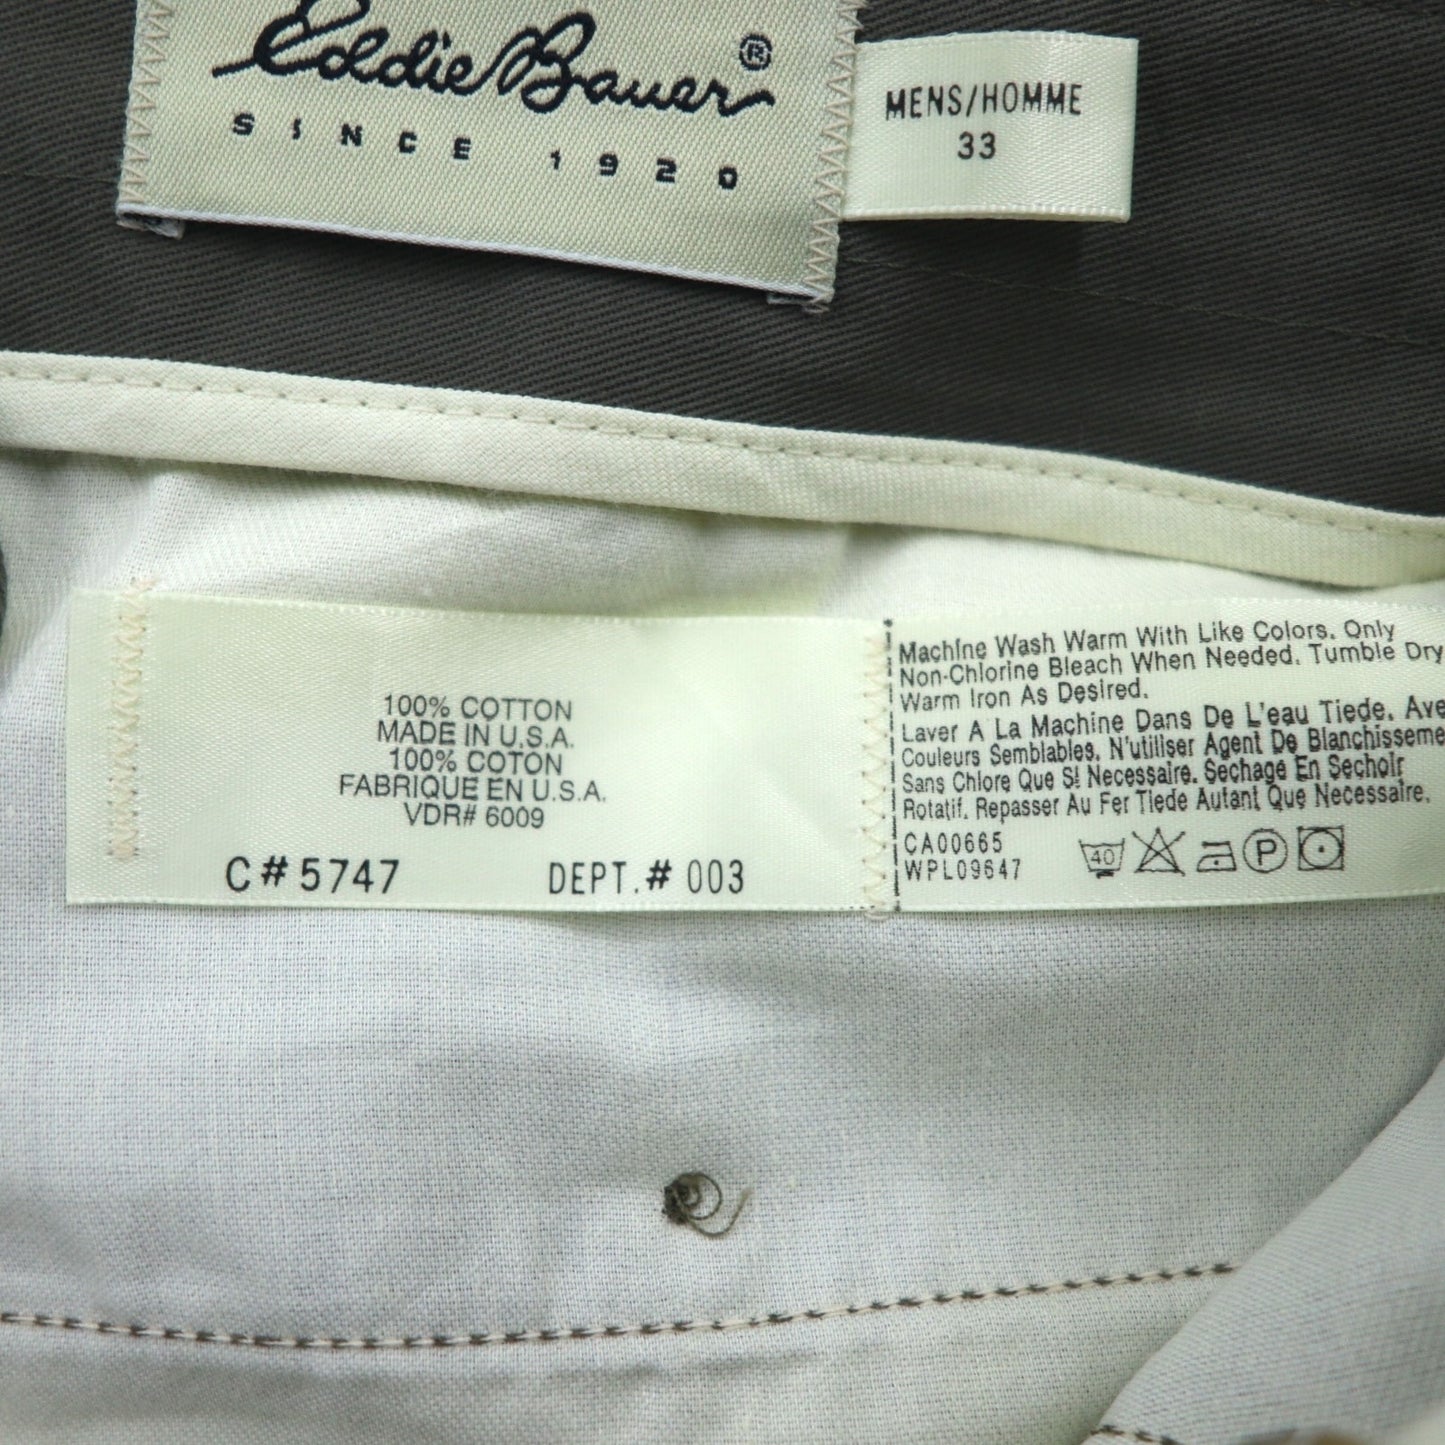 Eddie Bauer®
SINCE 1920
MENS/HOMME
33
100% COTTON
MADE IN U.S.A.
100% COTON
FABRIQUE EN U.S.A.
VDR# 6009
C# 5747 DEPT.# 003
Machine Wash Warm With Like Colors. Only
Non-Chlorine Bleach When Needed. Tumble Dry
Warm Iron As Desired.
Laver A La Machine Dans De L'eau Tiede. Ave
Couleurs Semblables. N'utiliser Agent De Blanchisseme
Sans Chlore Que Si Necessaire. Sechage En Sechoir
Rotatif. Repasser Au Fer Tiede Autant Que Necessaire.
CA00665
WPL09647
40 P